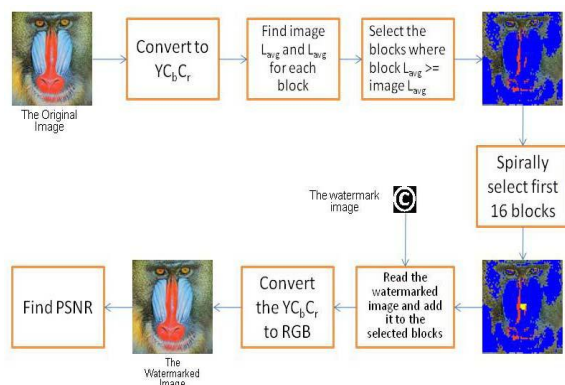 The Original
Image
Convert to
YCbCr
Find image
Lavg and Lavg
for each
block
Select the
blocks where
block Lavg >=
image Lavg
Spirally
select first
16 blocks
The watermark
image
©
Read the
watermarked
image and add
it to the
selected blocks
Convert
the YCbCr
to RGB
The
Watermarked
Image
Find PSNR